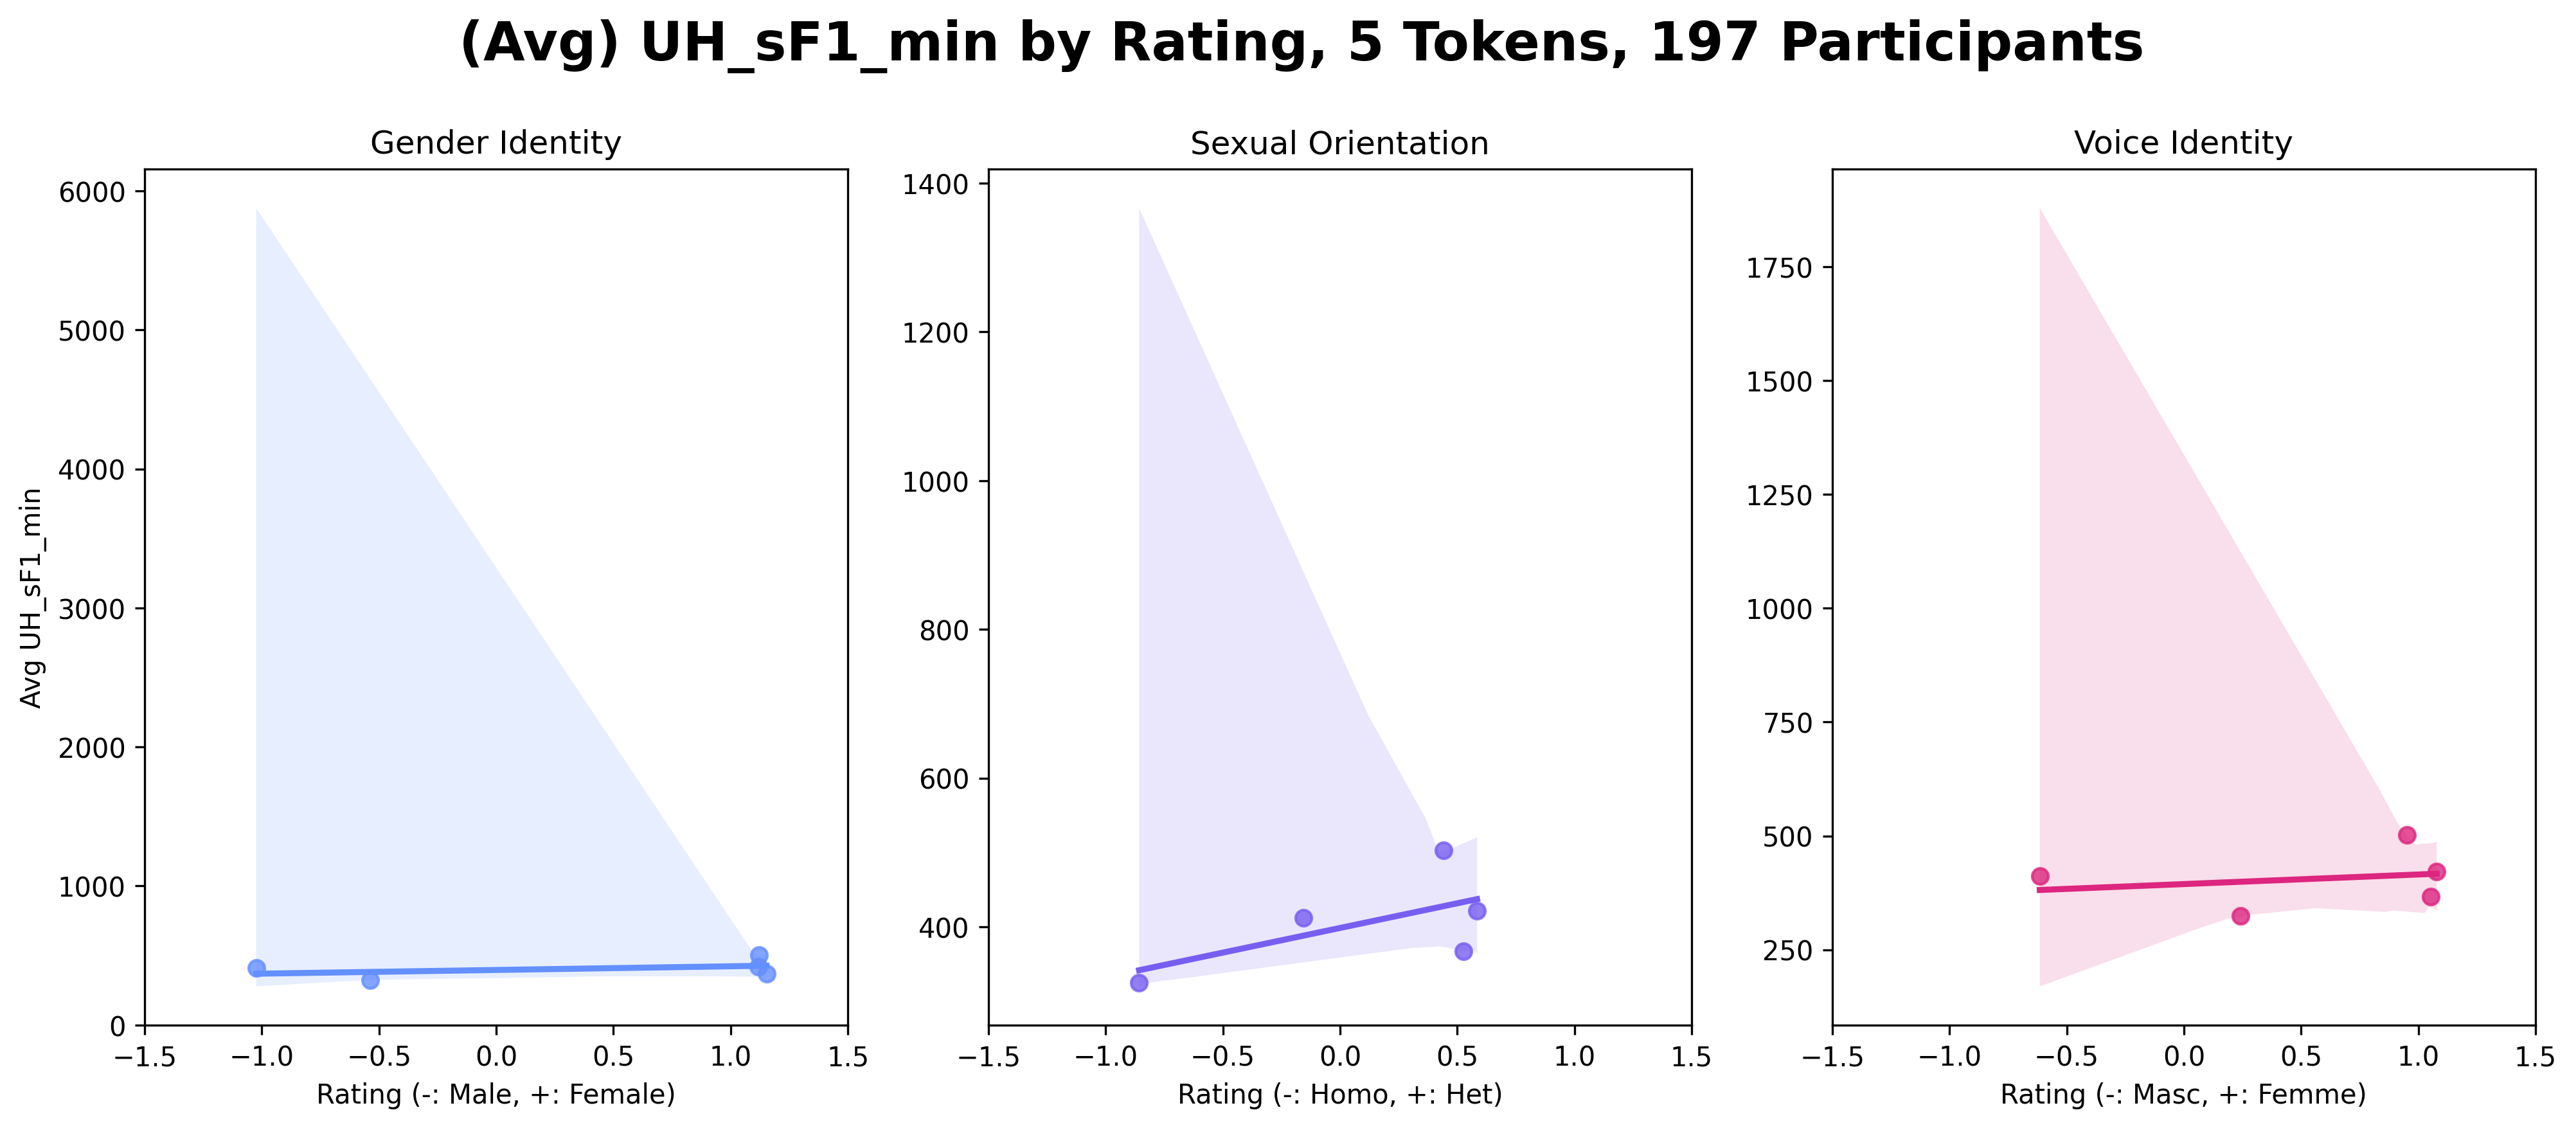 (Avg) UH_sF1_min by Rating, 5 Tokens, 197 Participants
Gender Identity
Sexual Orientation
Voice Identity
Avg UH_sF1_min
6000
5000
4000
3000
2000
1000
0
−1.5 −1.0 −0.5 0.0 0.5 1.0 1.5
Rating (-: Male, +: Female)
1400
1200
1000
800
600
400
−1.5 −1.0 −0.5 0.0 0.5 1.0 1.5
Rating (-: Homo, +: Het)
1750
1500
1250
1000
750
500
250
−1.5 −1.0 −0.5 0.0 0.5 1.0 1.5
Rating (-: Masc, +: Femme)